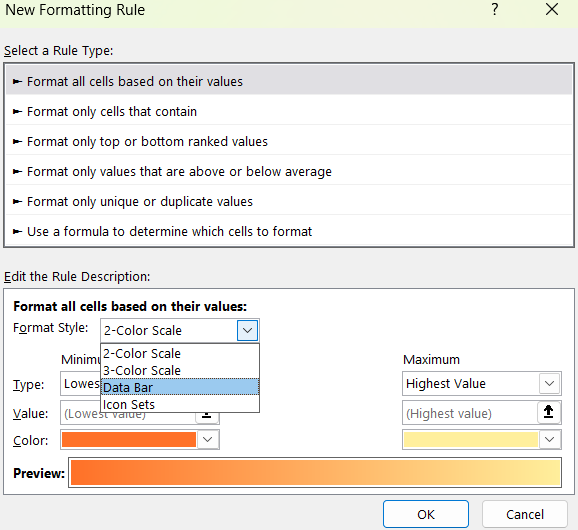 New Formatting Rule ?
Select a Rule Type:
► Format all cells based on their values
► Format only cells that contain
► Format only top or bottom ranked values
► Format only values that are above or below average
► Format only unique or duplicate values
► Use a formula to determine which cells to format
Edit the Rule Description:
Format all cells based on their values:
Format Style: 2-Color Scale
2-Color Scale
3-Color Scale
Data Bar
Icon Sets
Maximum
Type: Highest Value
Value: (Lowest value) (Highest value)
Color:
Preview:
OK Cancel